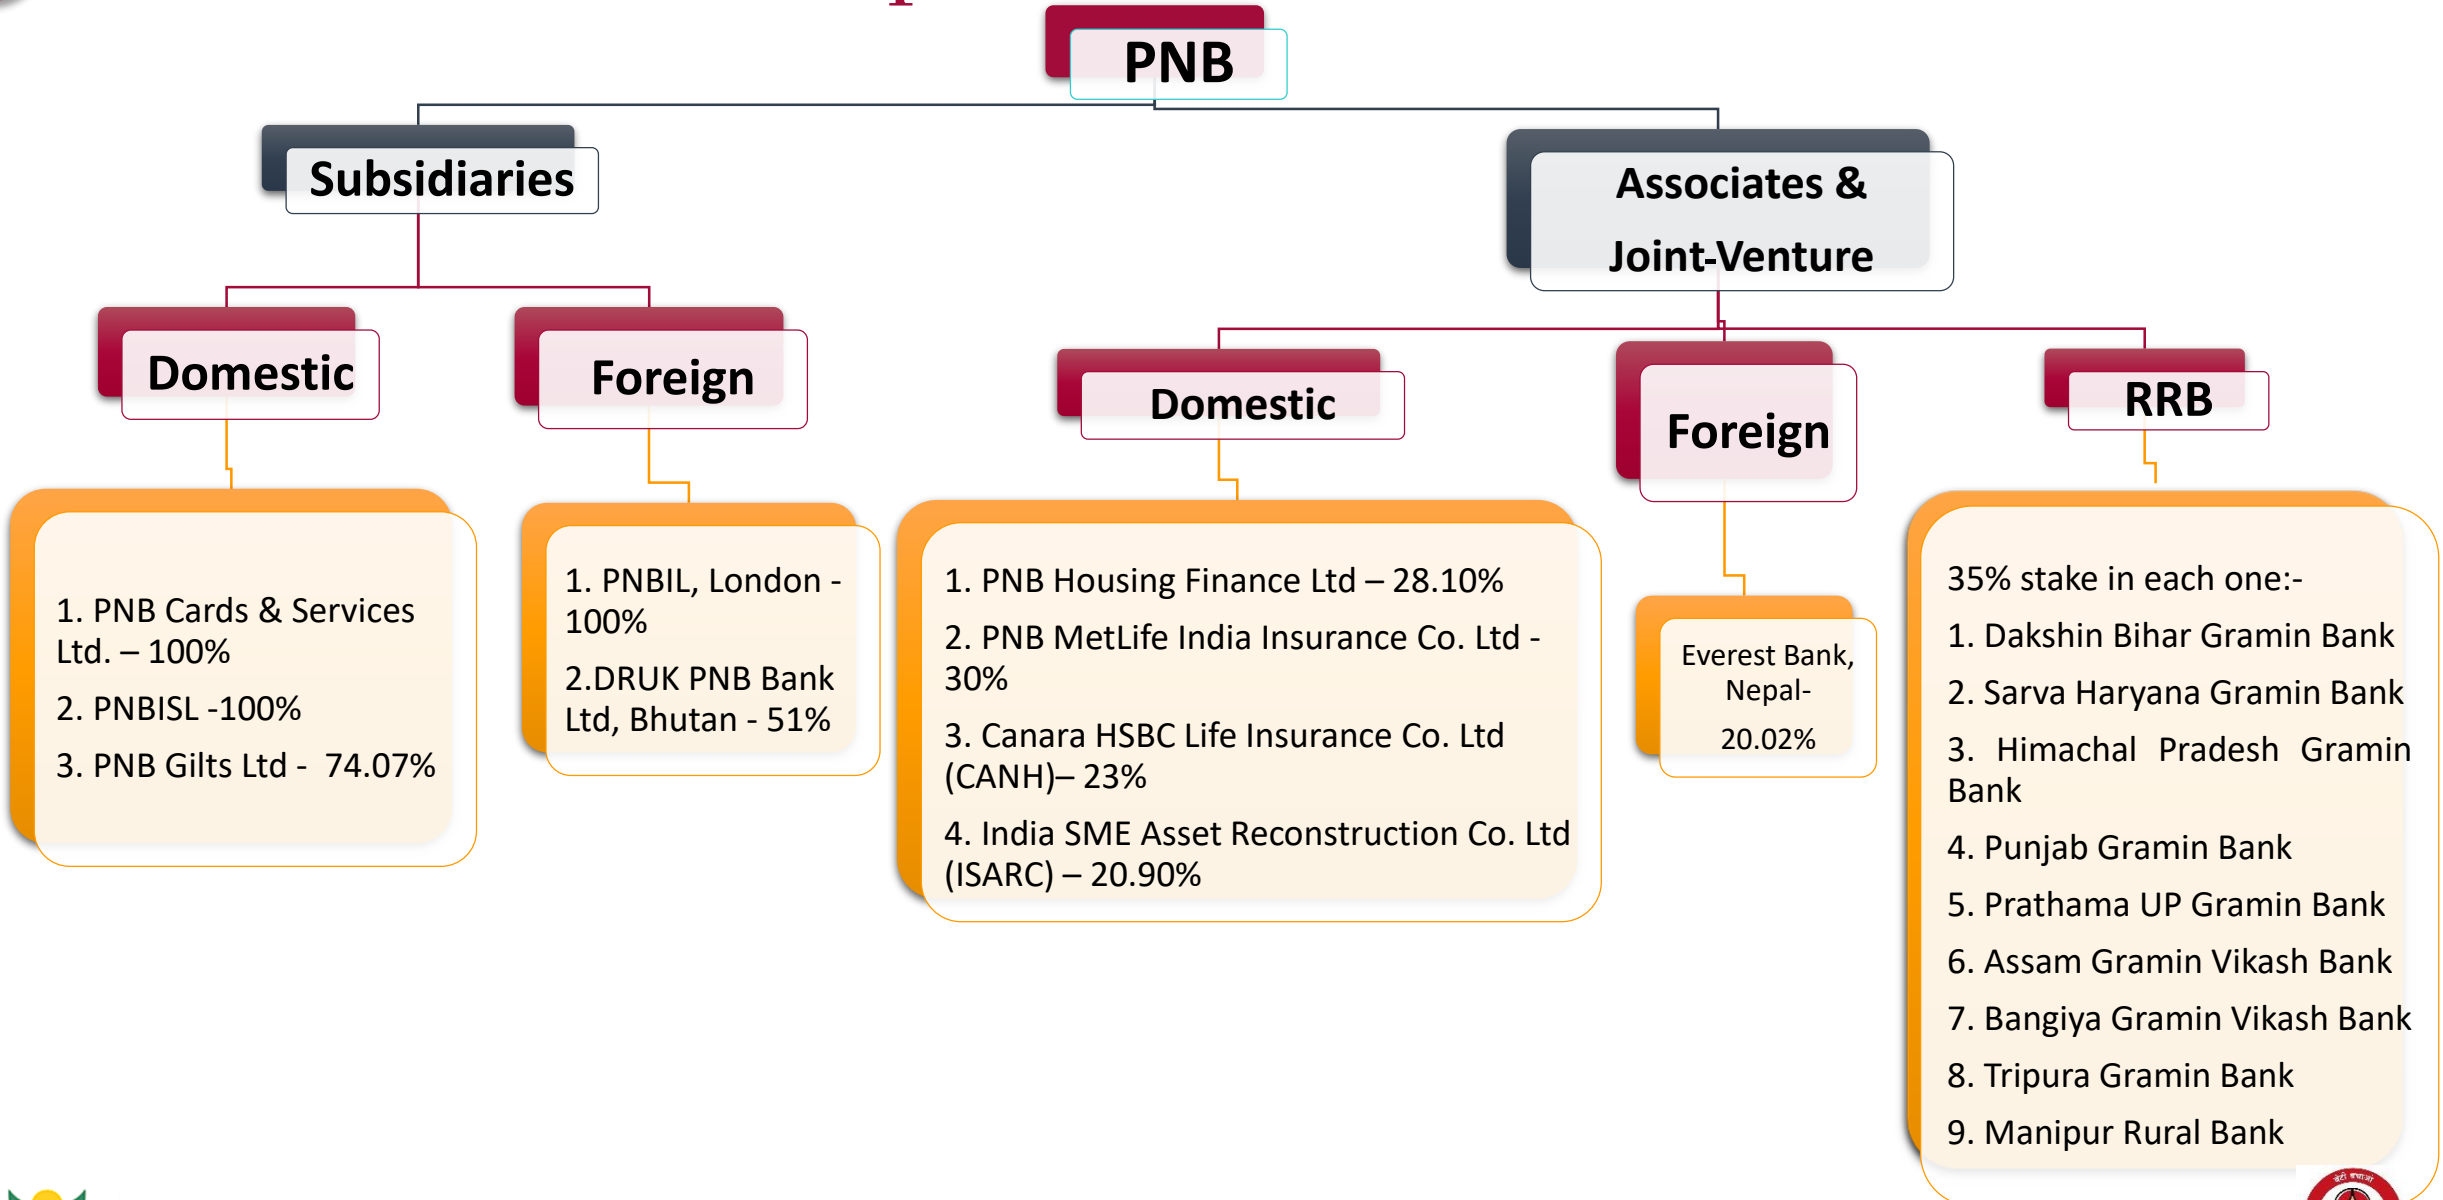 PNB
Subsidiaries
Associates &
Joint-Venture
Domestic
Foreign
Domestic
Foreign
RRB
1. PNB Cards & Services
Ltd. – 100%
2. PNBISL -100%
3. PNB Gilts Ltd - 74.07%
1. PNBIL, London -
100%
2.DRUK PNB Bank
Ltd, Bhutan - 51%
1. PNB Housing Finance Ltd – 28.10%
2. PNB MetLife India Insurance Co. Ltd -
30%
3. Canara HSBC Life Insurance Co. Ltd
(CANH)– 23%
4. India SME Asset Reconstruction Co. Ltd
(ISARC) – 20.90%
Everest Bank,
Nepal-
20.02%
35% stake in each one:-
1. Dakshin Bihar Gramin Bank
2. Sarva Haryana Gramin Bank
3. Himachal Pradesh Gramin
Bank
4. Punjab Gramin Bank
5. Prathama UP Gramin Bank
6. Assam Gramin Vikash Bank
7. Bangiya Gramin Vikash Bank
8. Tripura Gramin Bank
9. Manipur Rural Bank
बेटी बचाओ